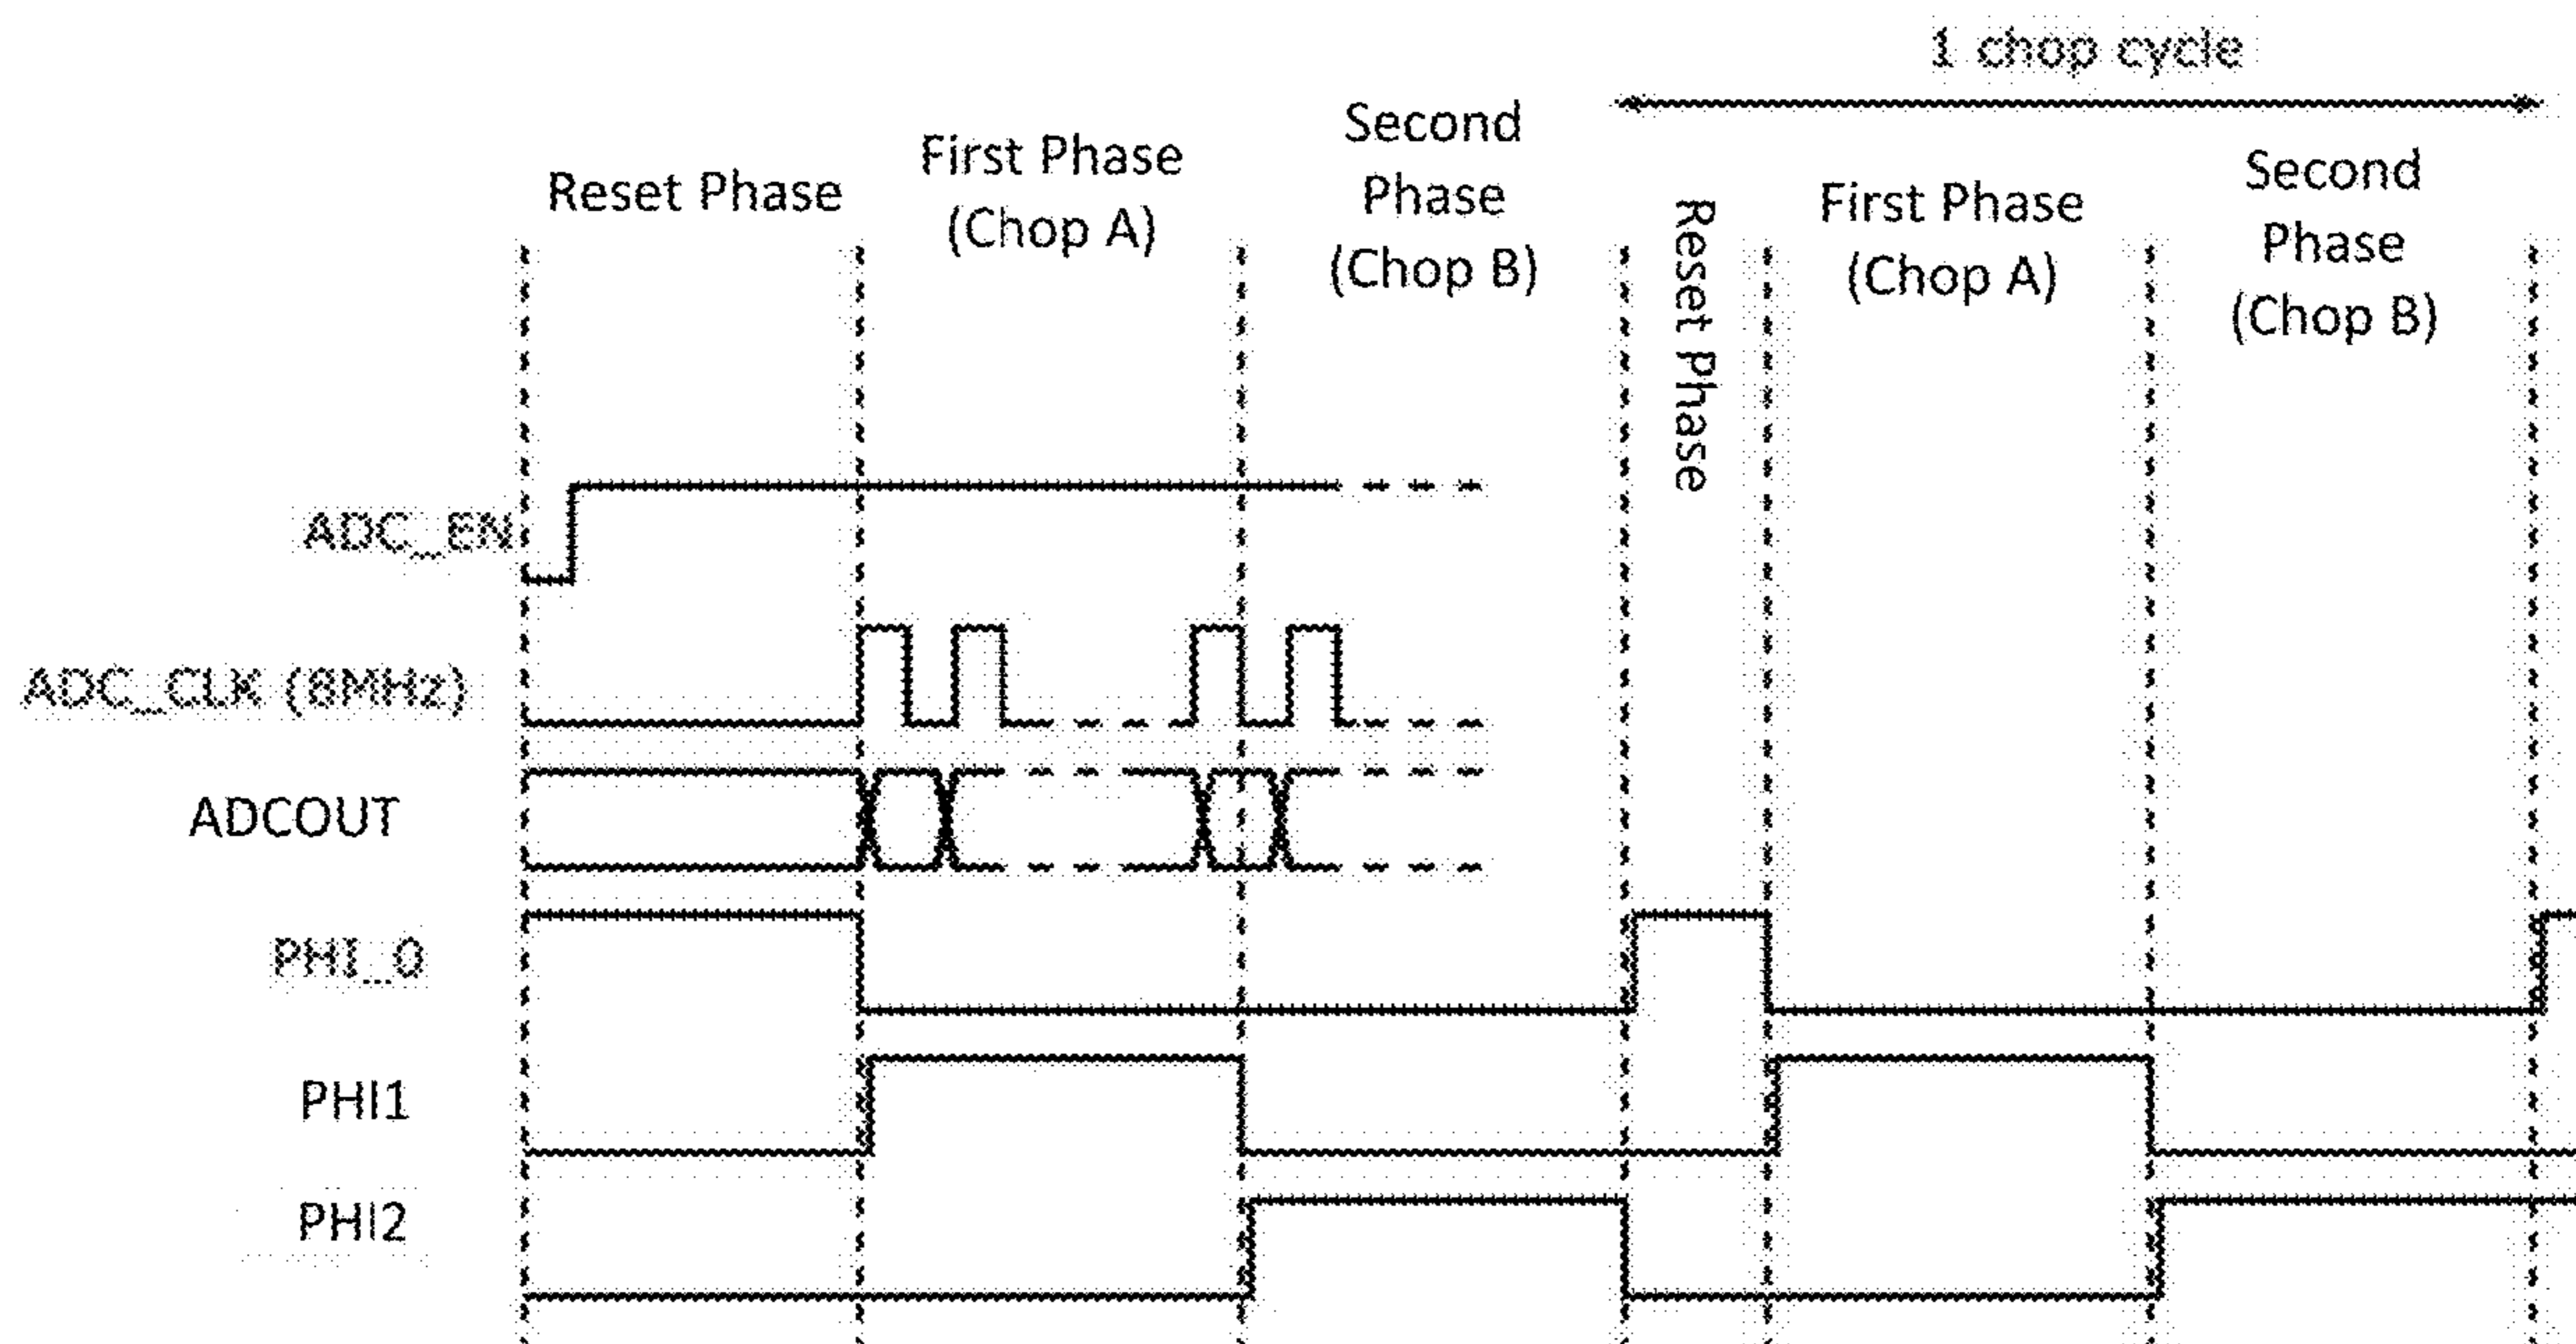 1 chop cycle
Reset Phase
First Phase
(Chop A)
Second
Phase
(Chop B)
Reset Phase
First Phase
(Chop A)
Second
Phase
(Chop B)
ADC_EN
ADC_CLK (8MHz)
ADCOUT
PHI_0
PHI1
PHI2